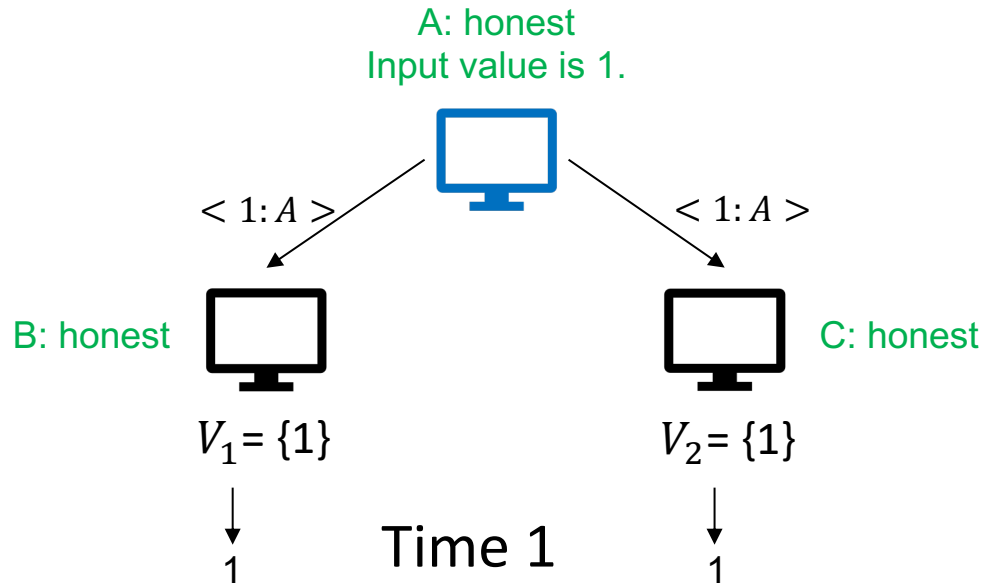 A: honest
Input value is 1.
< 1: A >
< 1: A >
B: honest
C: honest
V₁= {1}
V₂= {1}
Time 1
1
1